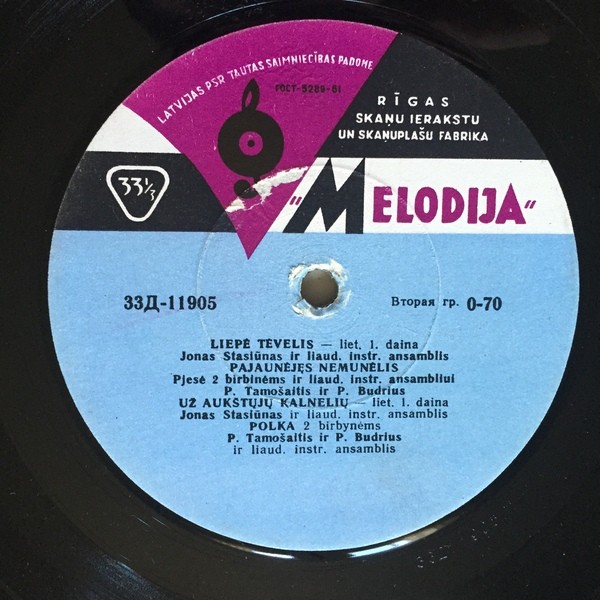 LATVIJAS PSR TAUTAS SAIMNIECĪBAS PADOME
ГОСТ-5289-61
RĪGAS
SKAŅU IERAKSTU
UN SKAŅUPLAŠU FABRIKA
33⅓
"MELODIJA"
33Д-11905
Вторая гр. 0-70
LIEPĖ TĖVELIS — liet. l. daina
Jonas Stasiūnas ir liaud. instr. ansamblis
PAJAUNĖJĘS NEMUNĖLIS
Pjesė 2 birbinėms ir liaud. instr. ansambliui
P. Tamošaitis ir P. Budrius
UŽ AUKŠTŲJŲ KALNELIŲ — liet. l. daina
Jonas Stasiūnas ir liaud. instr. ansamblis
POLKA 2 birbynėms
P. Tamošaitis ir P. Budrius
ir liaud. instr. ansamblis